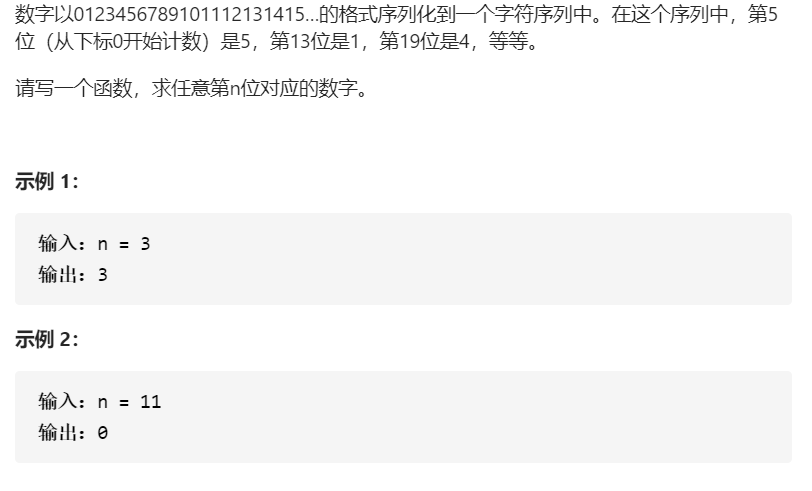 数字以0123456789101112131415…的格式序列化到一个字符序列中。在这个序列中，第5
位（从下标0开始计数）是5，第13位是1，第19位是4，等等。
请写一个函数，求任意第n位对应的数字。
示例 1：
输入：n = 3
输出：3
示例 2：
输入：n = 11
输出：0